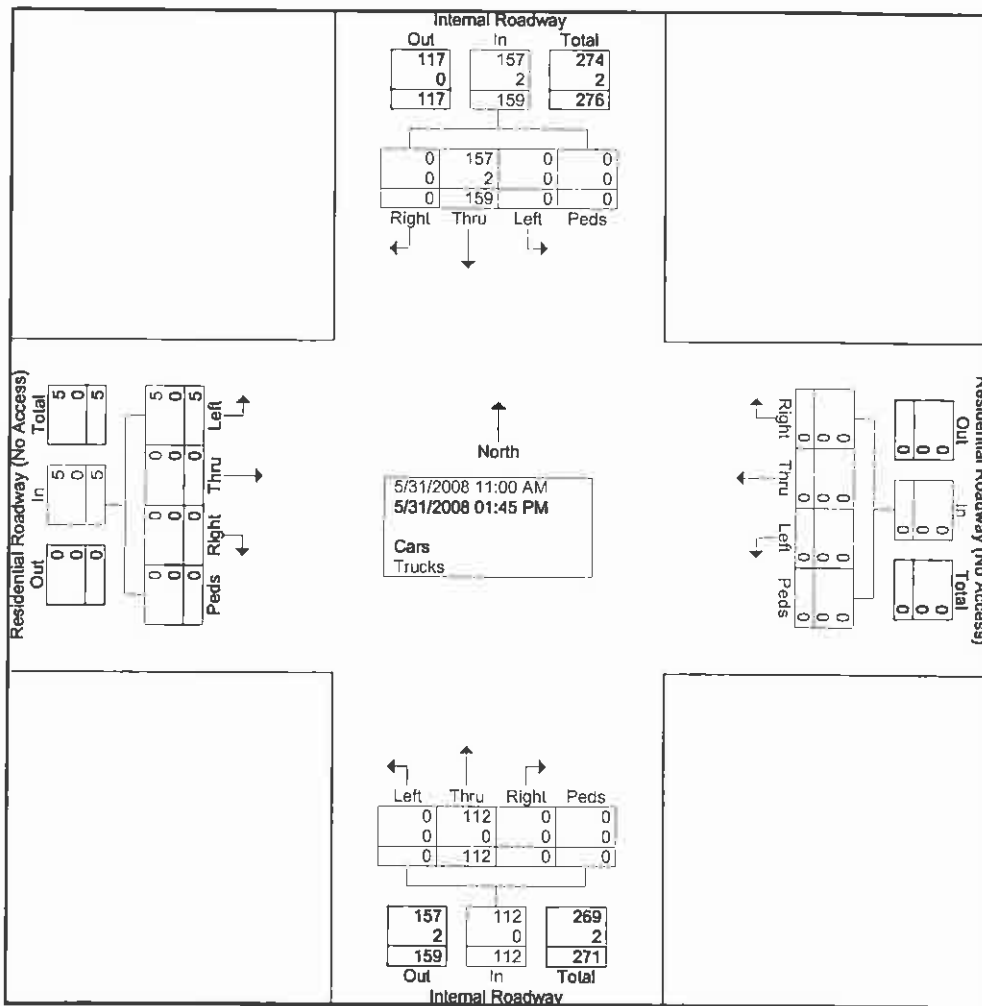 Internal Roadway
Out In Total
117 157 274
0 2 2
117 159 276
0 157 0 0
0 2 0 0
0 159 0 0
Right Thru Left Peds
Residential Roadway (No Access)
Total In Out
5 5 0
0 0 0
5 5 0
Left Thru Right Peds
5 0 0 0
0 0 0 0
5 0 0 0
North
5/31/2008 11:00 AM
5/31/2008 01:45 PM
Cars
Trucks
Right Thru Left Peds
0 0 0 0
0 0 0 0
0 0 0 0
Out In Total
0 0 0
0 0 0
0 0 0
Residential Roadway (No Access)
Left Thru Right Peds
0 112 0 0
0 0 0 0
0 112 0 0
157 112 269
2 0 2
159 112 271
Out In Total
Internal Roadway